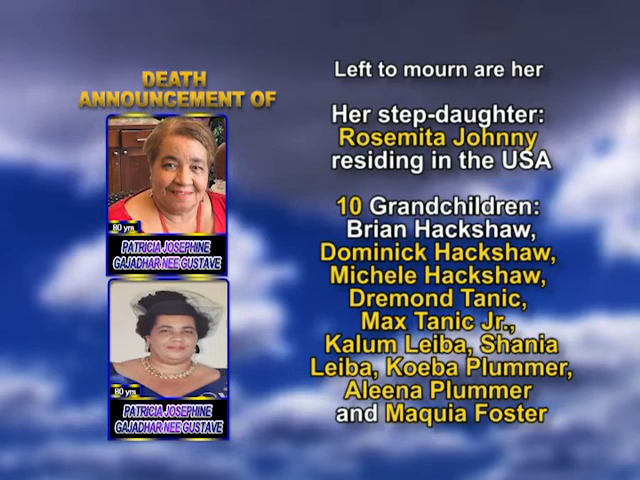 DEATH
ANNOUNCEMENT OF
80 yrs
PATRICIA JOSEPHINE
GAJADHAR NEE GUSTAVE
80 yrs
PATRICIA JOSEPHINE
GAJADHAR NEE GUSTAVE
Left to mourn are her
Her step-daughter:
Rosemita Johnny
residing in the USA
10 Grandchildren:
Brian Hackshaw,
Dominick Hackshaw,
Michele Hackshaw,
Dremond Tanic,
Max Tanic Jr.,
Kalum Leiba, Shania
Leiba, Koeba Plummer,
Aleena Plummer
and Maquia Foster